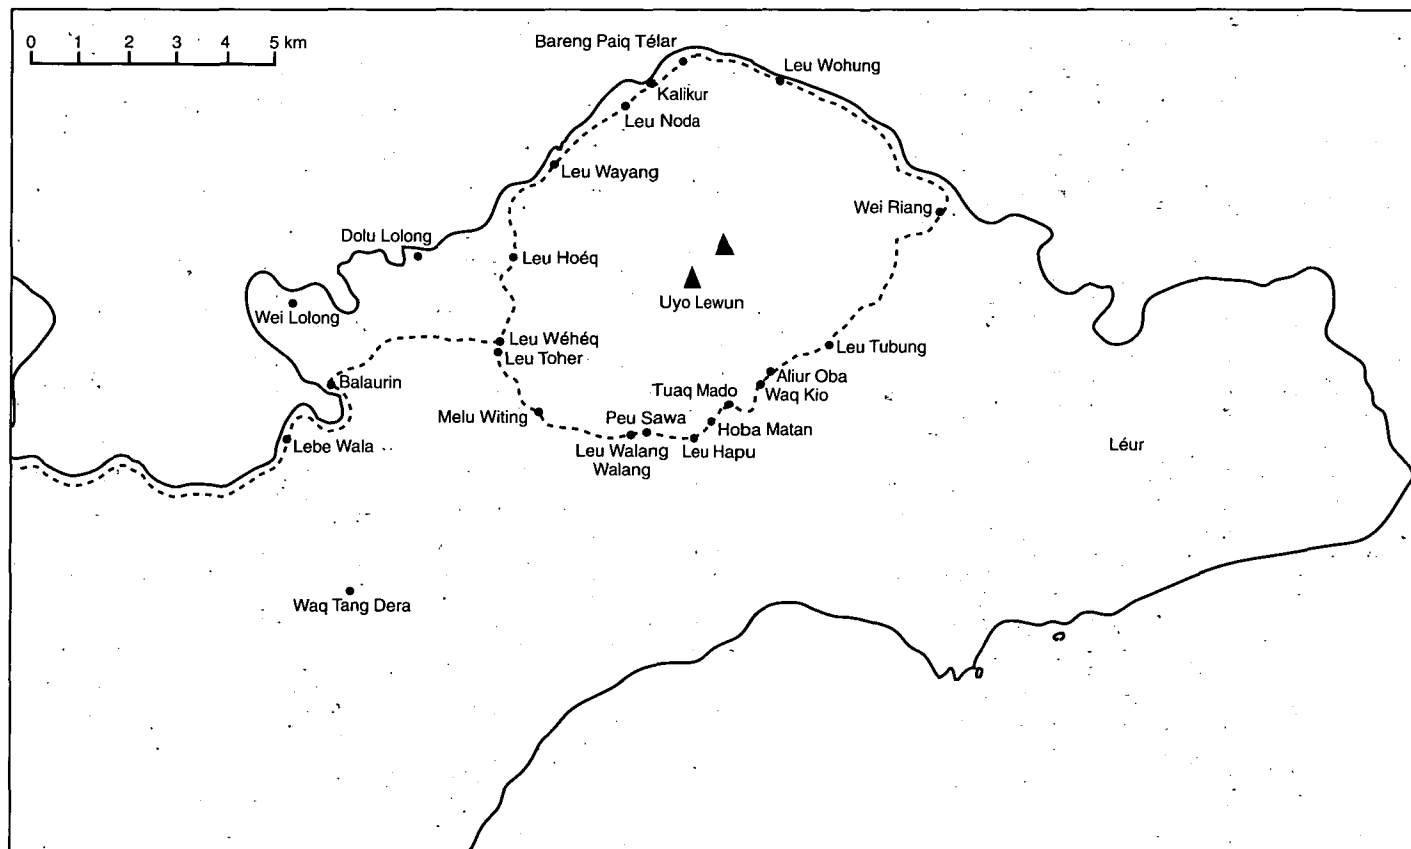 0 1 2 3 4 5 km
Bareng Paiq Télar
Leu Wohung
Kalikur
Leu Noda
Leu Wayang
Wei Riang
Dolu Lolong
Leu Hoéq
Uyo Lewun
Wei Lolong
Leu Wéhéq
Leu Toher
Leu Tubung
Balaurin
Aliur Oba
Waq Kio
Tuaq Mado
Melu Witing
Peu Sawa
Hoba Matan
Lebe Wala
Leu Walang
Walang
Leu Hapu
Léur
Waq Tang Dera